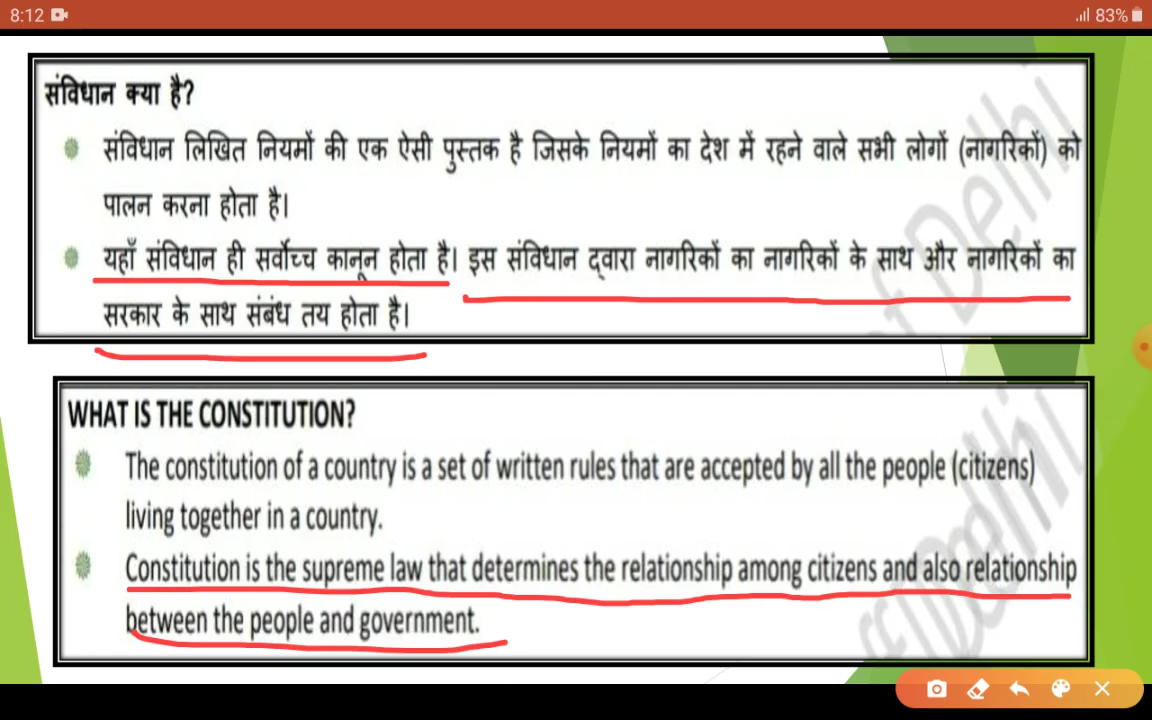 8:12
83%
संविधान क्या है?
संविधान लिखित नियमों की एक ऐसी पुस्तक है जिसके नियमों का देश में रहने वाले सभी लोगों (नागरिकों) को
पालन करना होता है।
यहाँ संविधान ही सर्वोच्च कानून होता है। इस संविधान द्वारा नागरिकों का नागरिकों के साथ और नागरिकों का
सरकार के साथ संबंध तय होता है।
of Delhi
WHAT IS THE CONSTITUTION?
The constitution of a country is a set of written rules that are accepted by all the people (citizens)
living together in a country.
Constitution is the supreme law that determines the relationship among citizens and also relationship
between the people and government.